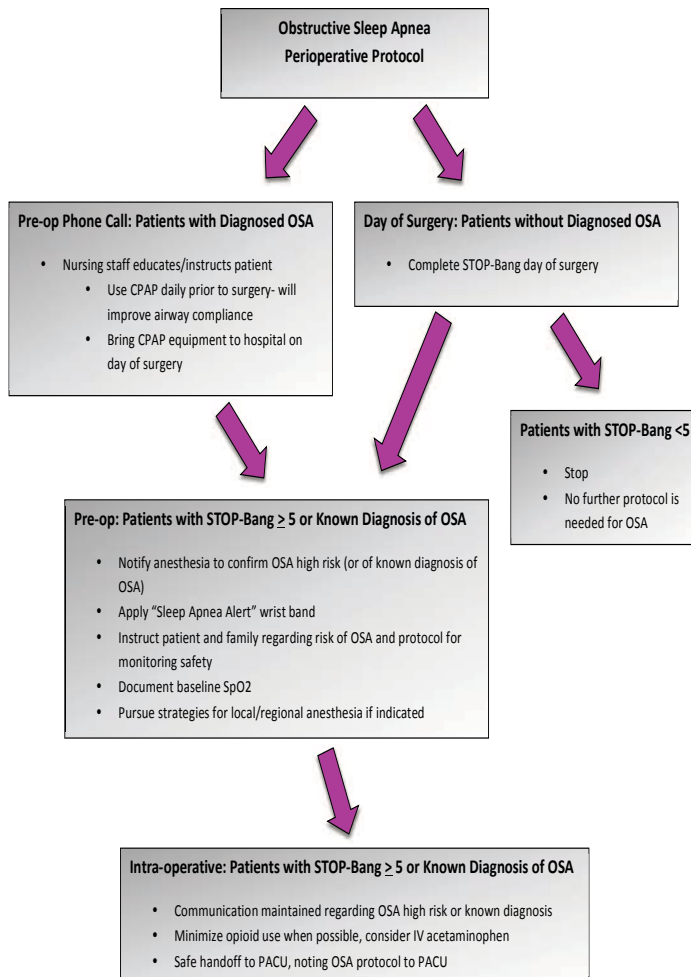 Obstructive Sleep Apnea
Perioperative Protocol
Pre-op Phone Call: Patients with Diagnosed OSA
• Nursing staff educates/instructs patient
• Use CPAP daily prior to surgery- will
improve airway compliance
• Bring CPAP equipment to hospital on
day of surgery
Day of Surgery: Patients without Diagnosed OSA
• Complete STOP-Bang day of surgery
Patients with STOP-Bang <5
• Stop
• No further protocol is
needed for OSA
Pre-op: Patients with STOP-Bang ≥ 5 or Known Diagnosis of OSA
• Notify anesthesia to confirm OSA high risk (or of known diagnosis of
OSA)
• Apply “Sleep Apnea Alert” wrist band
• Instruct patient and family regarding risk of OSA and protocol for
monitoring safety
• Document baseline SpO2
• Pursue strategies for local/regional anesthesia if indicated
Intra-operative: Patients with STOP-Bang ≥ 5 or Known Diagnosis of OSA
• Communication maintained regarding OSA high risk or known diagnosis
• Minimize opioid use when possible, consider IV acetaminophen
• Safe handoff to PACU, noting OSA protocol to PACU